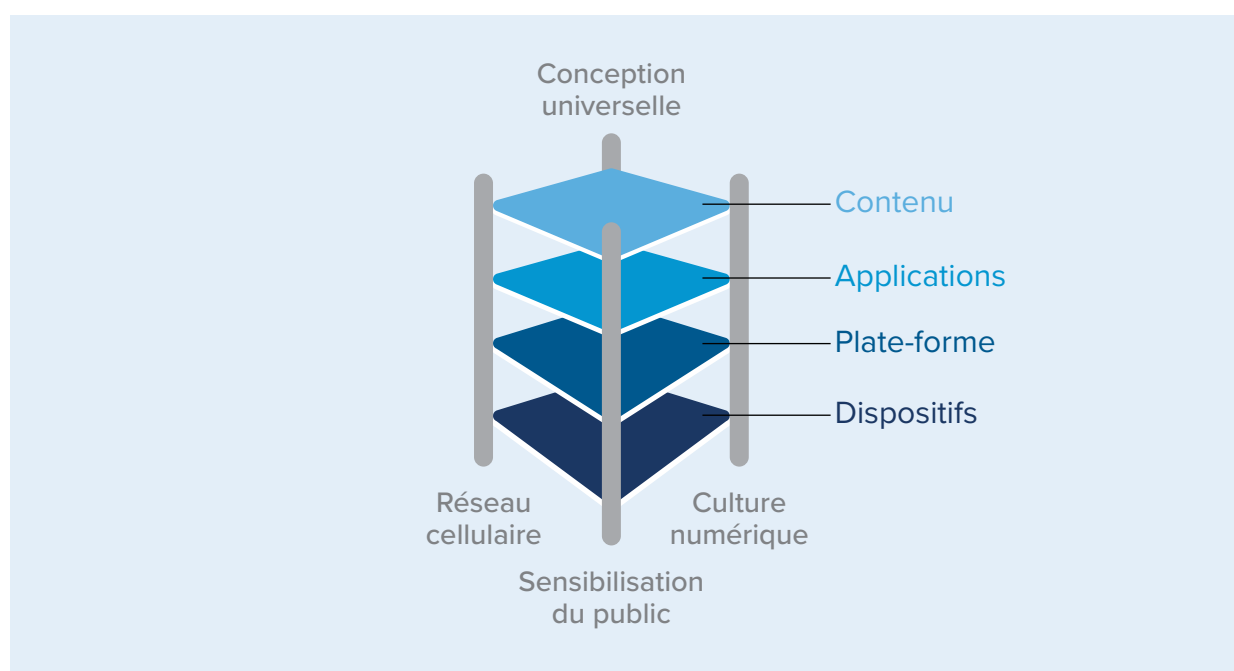 Conception
universelle
Contenu
Applications
Plate-forme
Dispositifs
Réseau
cellulaire
Culture
numérique
Sensibilisation
du public